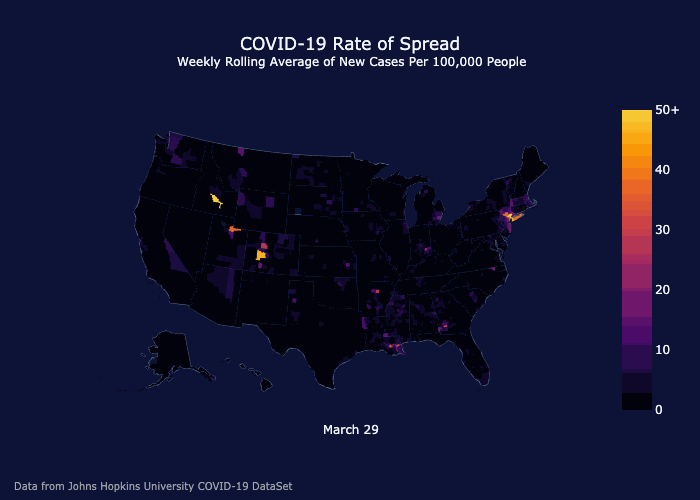 COVID-19 Rate of Spread
Weekly Rolling Average of New Cases Per 100,000 People
50+
40
30
20
10
0
March 29
Data from Johns Hopkins University COVID-19 DataSet